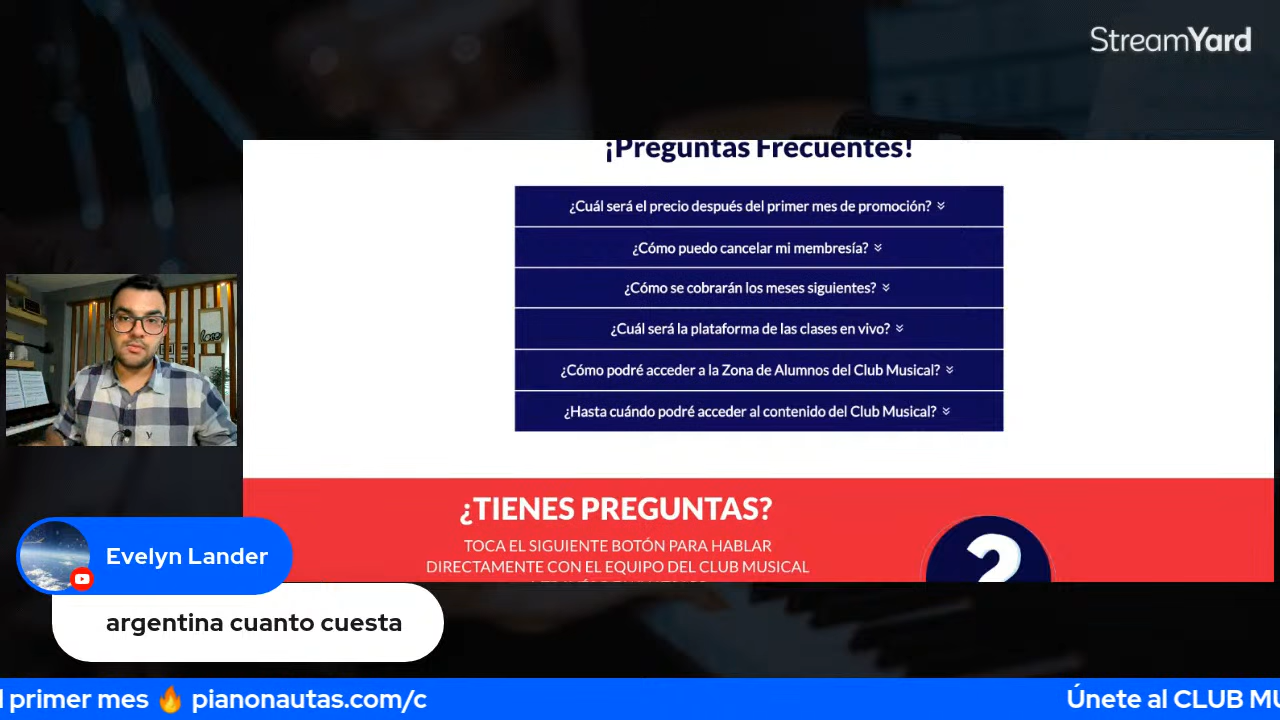 StreamYard
¡Preguntas Frecuentes!
¿Cuál será el precio después del primer mes de promoción?
¿Cómo puedo cancelar mi membresía?
¿Cómo se cobrarán los meses siguientes?
¿Cuál será la plataforma de las clases en vivo?
¿Cómo podré acceder a la Zona de Alumnos del Club Musical?
¿Hasta cuándo podré acceder al contenido del Club Musical?
¿TIENES PREGUNTAS?
TOCA EL SIGUIENTE BOTÓN PARA HABLAR
DIRECTAMENTE CON EL EQUIPO DEL CLUB MUSICAL
Evelyn Lander
argentina cuanto cuesta
primer mes 🔥 pianonautas.com/c
Únete al CLUB MU